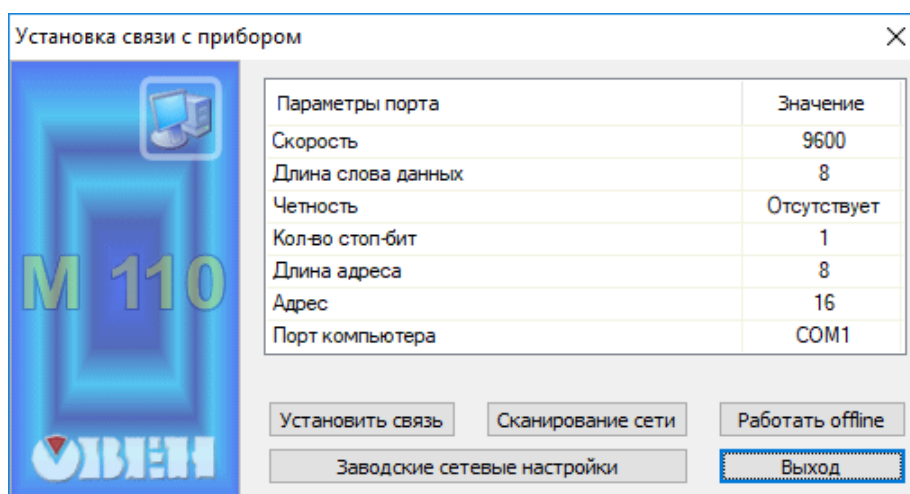 Установка связи с прибором
М 110
ОВЕН
Параметры порта Значение
Скорость 9600
Длина слова данных 8
Четность Отсутствует
Кол-во стоп-бит 1
Длина адреса 8
Адрес 16
Порт компьютера COM1
Установить связь Сканирование сети Работать offline
Заводские сетевые настройки Выход